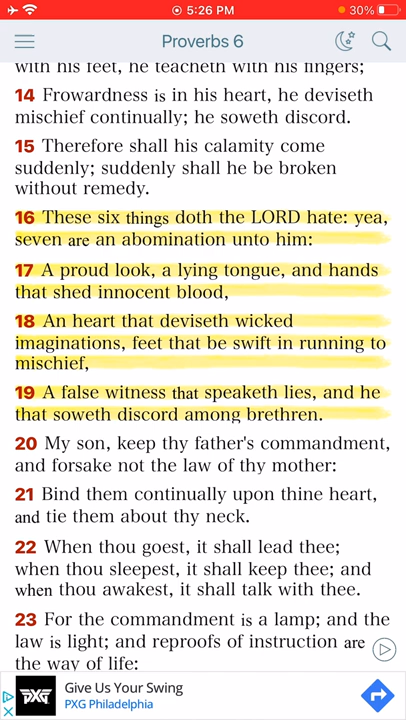 5:26 PM
30%
Proverbs 6
with his feet, he teacheth with his fingers;
14 Frowardness is in his heart, he deviseth
mischief continually; he soweth discord.
15 Therefore shall his calamity come
suddenly; suddenly shall he be broken
without remedy.
16 These six things doth the LORD hate: yea,
seven are an abomination unto him:
17 A proud look, a lying tongue, and hands
that shed innocent blood,
18 An heart that deviseth wicked
imaginations, feet that be swift in running to
mischief,
19 A false witness that speaketh lies, and he
that soweth discord among brethren.
20 My son, keep thy father's commandment,
and forsake not the law of thy mother:
21 Bind them continually upon thine heart,
and tie them about thy neck.
22 When thou goest, it shall lead thee;
when thou sleepest, it shall keep thee; and
when thou awakest, it shall talk with thee.
23 For the commandment is a lamp; and the
law is light; and reproofs of instruction are
the way of life:
PXG
Give Us Your Swing
PXG Philadelphia